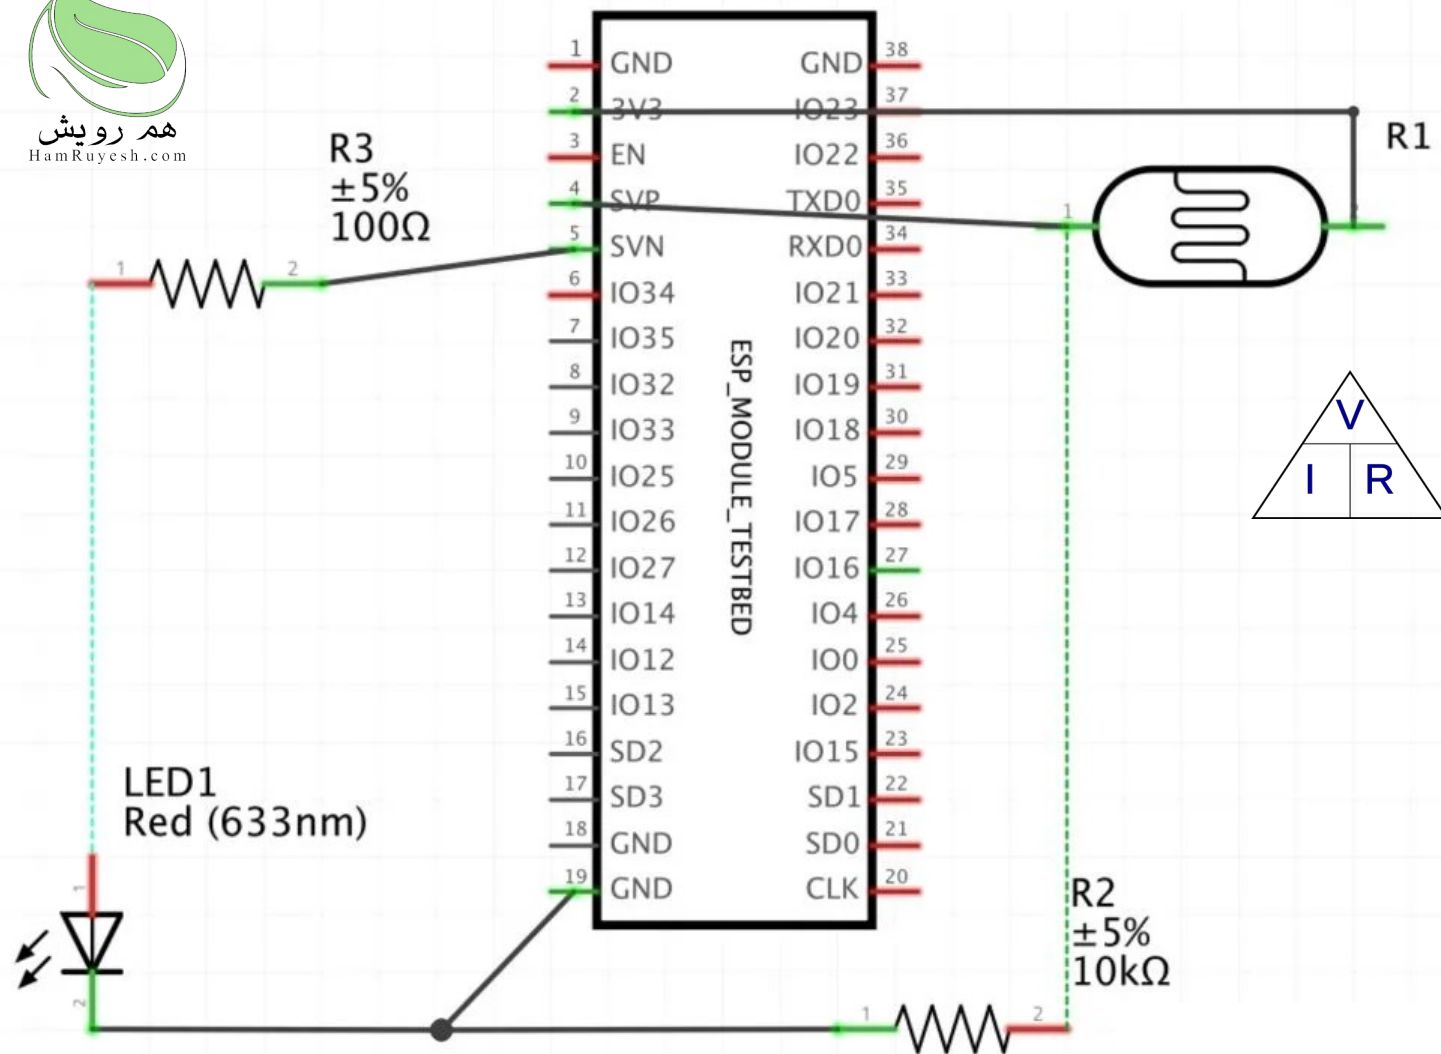 هم رویش
HamRuyesh.com
R3
±5%
100Ω
1
2
LED1
Red (633nm)
1
2
1 GND
2 3V3
3 EN
4 SVP
5 SVN
6 IO34
7 IO35
8 IO32
9 IO33
10 IO25
11 IO26
12 IO27
13 IO14
14 IO12
15 IO13
16 SD2
17 SD3
18 GND
19 GND
ESP_MODULE_TESTBED
GND 38
IO23 37
IO22 36
TXD0 35
RXD0 34
IO21 33
IO20 32
IO19 31
IO18 30
IO5 29
IO17 28
IO16 27
IO4 26
IO0 25
IO2 24
IO15 23
SD1 22
SD0 21
CLK 20
R1
1
V
I R
R2
±5%
10kΩ
1
2